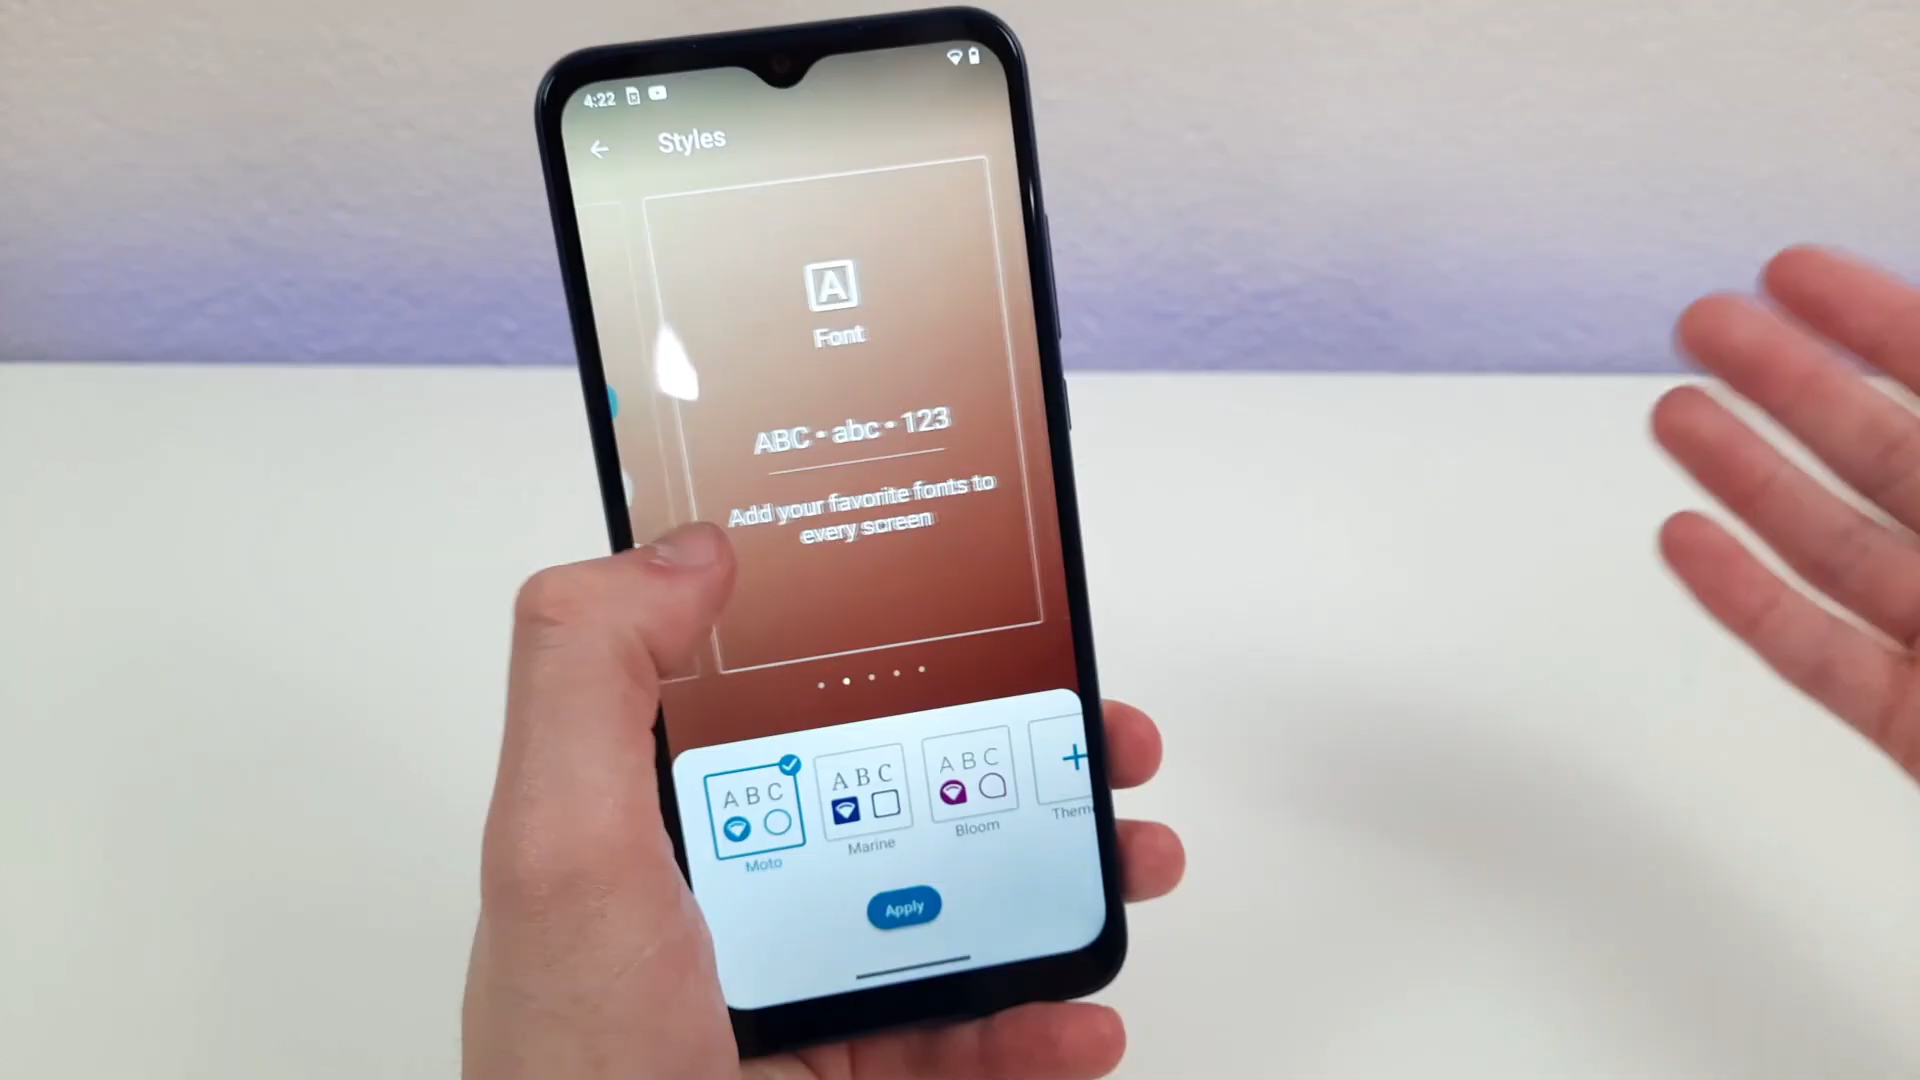 4:22
Styles
A
Font
ABC • abc • 123
Add your favorite fonts to
every screen
ABC
Moto
ABC
Marine
ABC
Bloom
Them
Apply